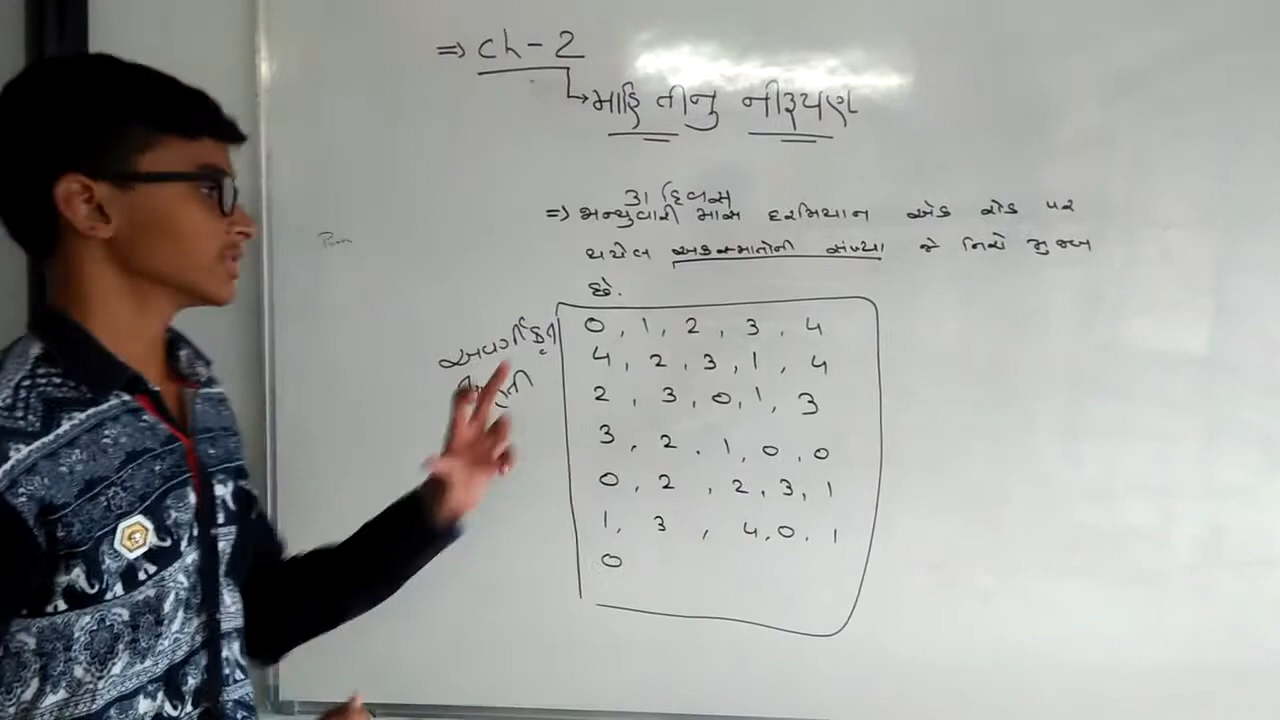 ⇒ Ch - 2
→ માહિતીનુ નીરૂપણ
31 દિવસ
⇒ જાન્યુવારી માસ દરમિયાન એક રોડ પર
થયેલ અકસ્માતોની સંખ્યા જે નિચે મુજબ
છે.
અવર્ગીકૃત
0, 1, 2, 3, 4
4, 2, 3, 1, 4
2, 3, 0, 1, 3
3, 2, 1, 0, 0
0, 2, 2, 3, 1
1, 3, 4, 0, 1
0